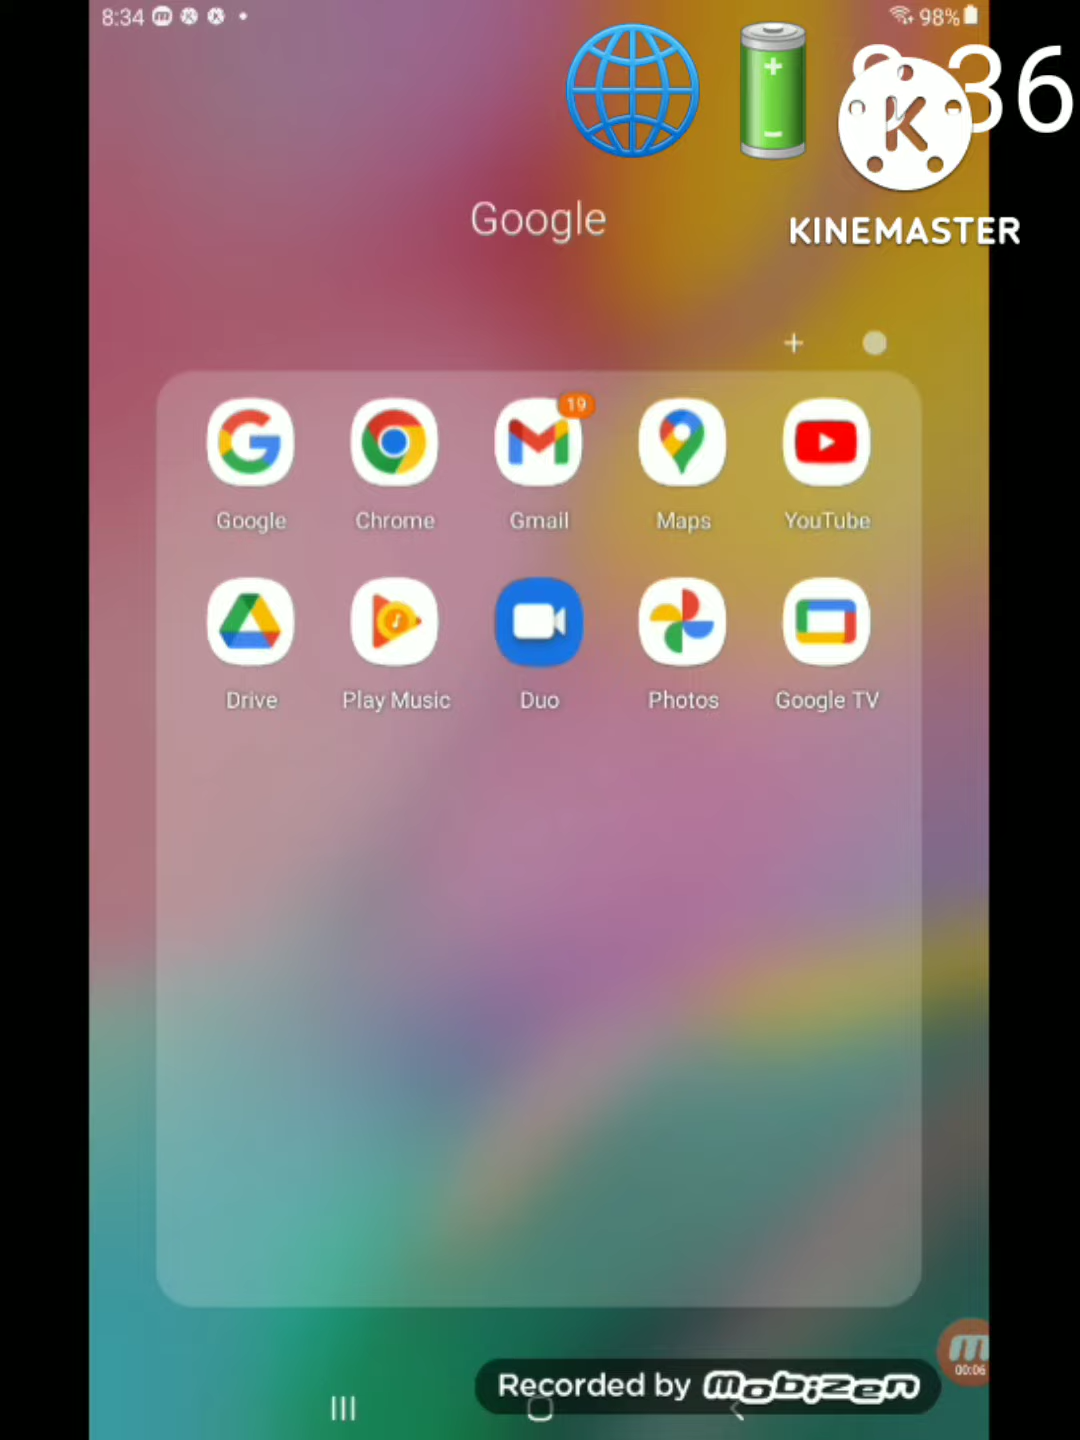 8:34
98%
36
KINEMASTER
Google
19
Google Chrome Gmail Maps YouTube
Drive Play Music Duo Photos Google TV
00:06
Recorded by mobizen